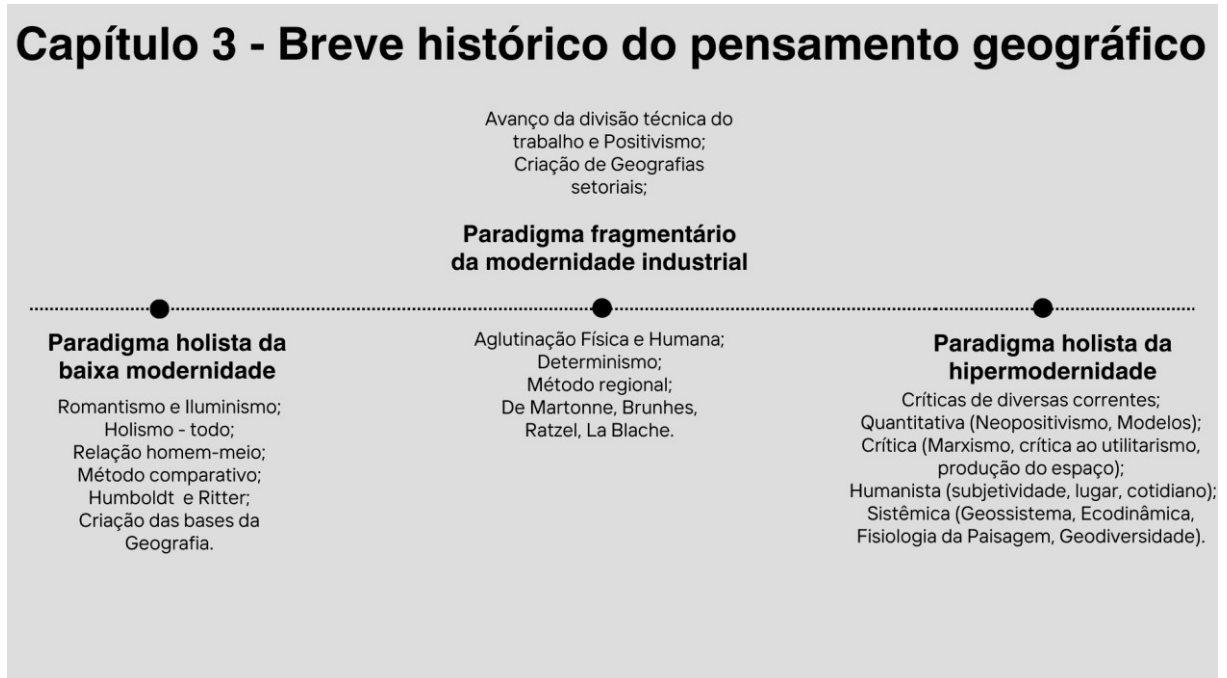 Capítulo 3 - Breve histórico do pensamento geográfico
Avanço da divisão técnica do
trabalho e Positivismo;
Criação de Geografias
setoriais;
Paradigma fragmentário
da modernidade industrial
Paradigma holista da
baixa modernidade
Romantismo e Iluminismo;
Holismo - todo;
Relação homem-meio;
Método comparativo;
Humboldt e Ritter;
Criação das bases da
Geografia.
Aglutinação Física e Humana;
Determinismo;
Método regional;
De Martonne, Brunhes,
Ratzel, La Blache.
Paradigma holista da
hipermodernidade
Críticas de diversas correntes;
Quantitativa (Neopositivismo, Modelos);
Crítica (Marxismo, crítica ao utilitarismo,
produção do espaço);
Humanista (subjetividade, lugar, cotidiano);
Sistêmica (Geossistema, Ecodinâmica,
Fisiologia da Paisagem, Geodiversidade).